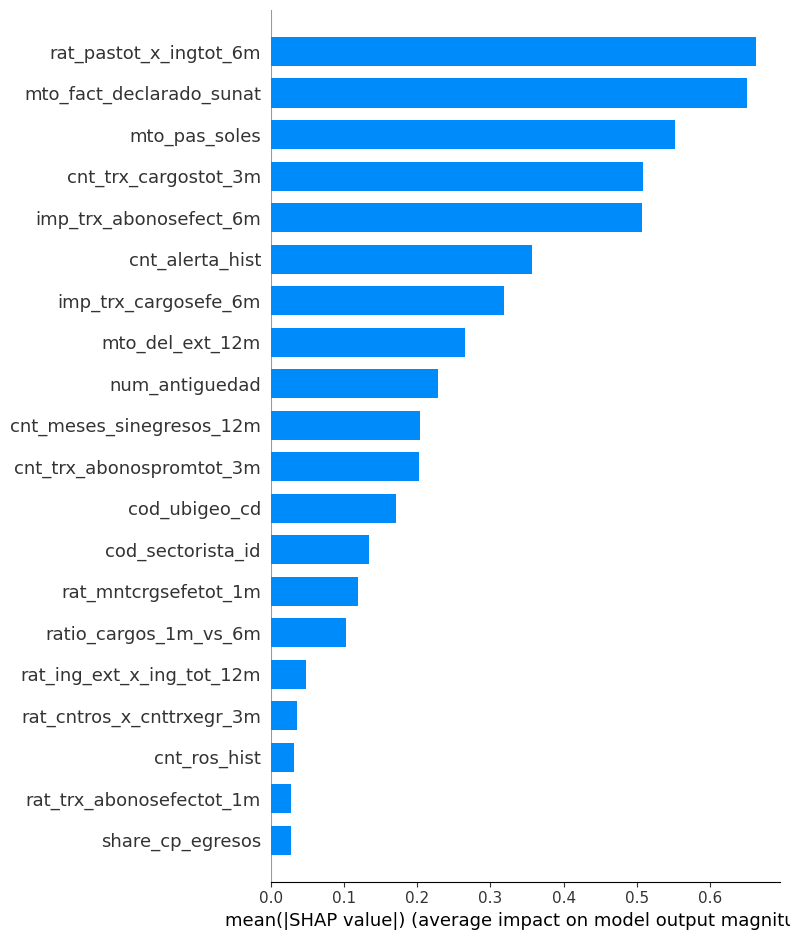 rat_pastot_x_ingtot_6m
mto_fact_declarado_sunat
mto_pas_soles
cnt_trx_cargostot_3m
imp_trx_abonosefect_6m
cnt_alerta_hist
imp_trx_cargosefe_6m
mto_del_ext_12m
num_antiguedad
cnt_meses_sinegresos_12m
cnt_trx_abonospromtot_3m
cod_ubigeo_cd
cod_sectorista_id
rat_mntcrgsefetot_1m
ratio_cargos_1m_vs_6m
rat_ing_ext_x_ing_tot_12m
rat_cntros_x_cnttrxegr_3m
cnt_ros_hist
rat_trx_abonosefectot_1m
share_cp_egresos
0.0 0.1 0.2 0.3 0.4 0.5 0.6
mean(|SHAP value|) (average impact on model output magnitu